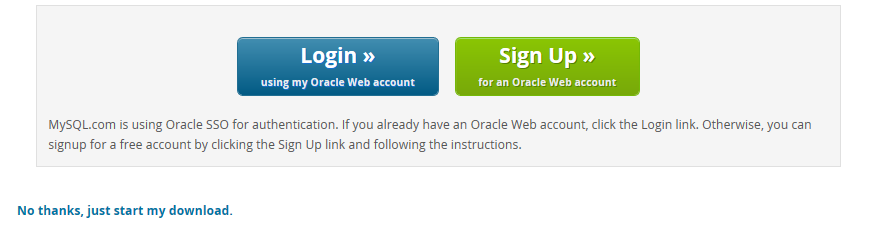 Login »
using my Oracle Web account
Sign Up »
for an Oracle Web account
MySQL.com is using Oracle SSO for authentication. If you already have an Oracle Web account, click the Login link. Otherwise, you can
signup for a free account by clicking the Sign Up link and following the instructions.
No thanks, just start my download.